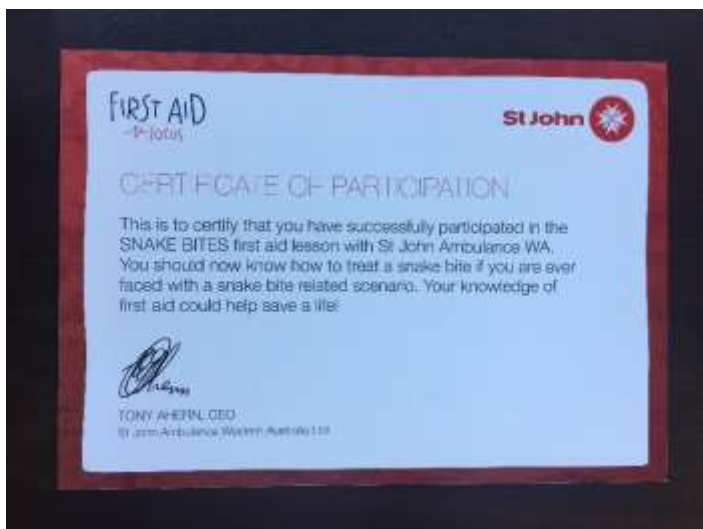 FIRST AID
IN FOCUS
St John
CERTIFICATE OF PARTICIPATION
This is to certify that you have successfully participated in the
SNAKE BITES first aid lesson with St John Ambulance WA.
You should now know how to treat a snake bite if you are ever
faced with a snake bite related scenario. Your knowledge of
first aid could help save a life!
TONY AHERN, CEO
St John Ambulance Western Australia Ltd